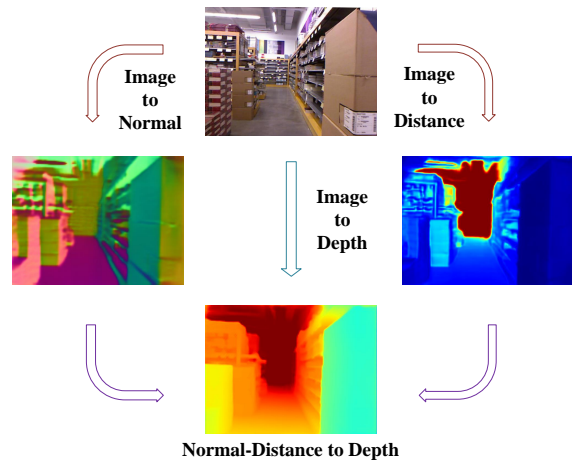 Image
to
Normal
Image
to
Distance
Image
to
Depth
Normal-Distance to Depth